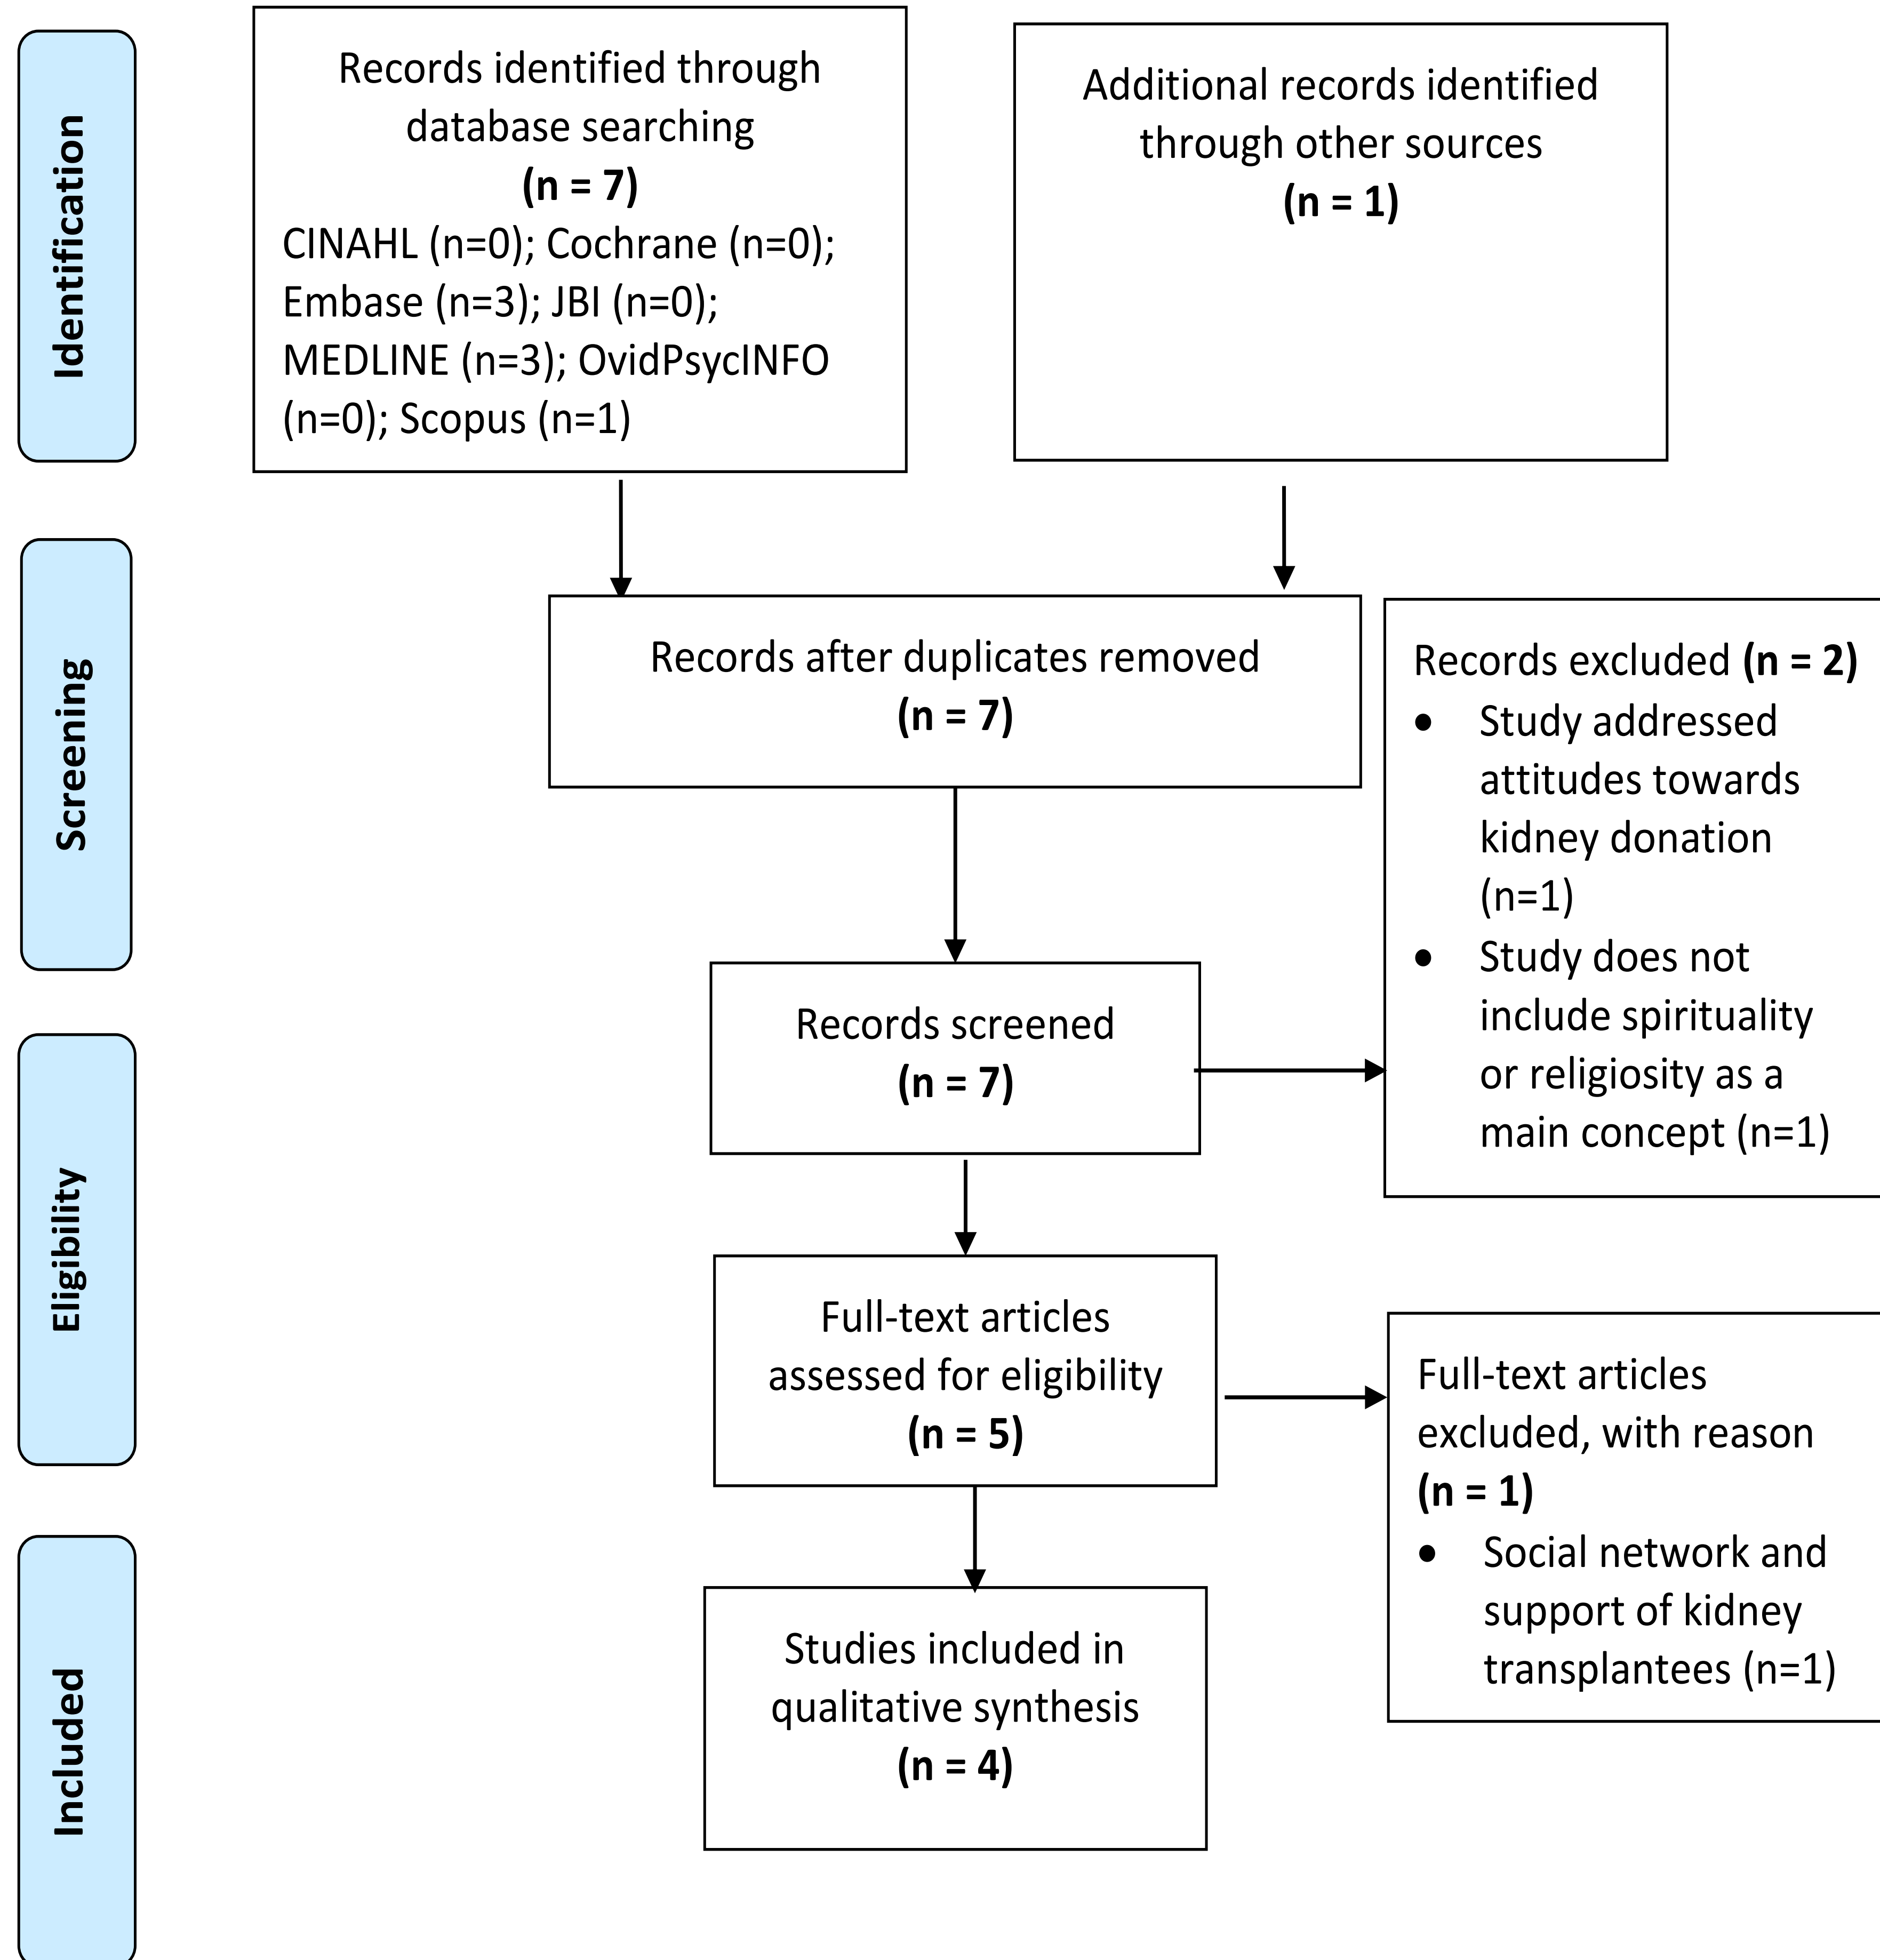 Identification
Records identified through
database searching
(n = 7)
CINAHL (n=0); Cochrane (n=0);
Embase (n=3); JBI (n=0);
MEDLINE (n=3); OvidPsycINFO
(n=0); Scopus (n=1)
Additional records identified
through other sources
(n = 1)
Screening
Records after duplicates removed
(n = 7)
Records screened
(n = 7)
Records excluded (n = 2)
• Study addressed
attitudes towards
kidney donation
(n=1)
• Study does not
include spirituality
or religiosity as a
main concept (n=1)
Eligibility
Full-text articles
assessed for eligibility
(n = 5)
Full-text articles
excluded, with reason
(n = 1)
• Social network and
support of kidney
transplantees (n=1)
Included
Studies included in
qualitative synthesis
(n = 4)